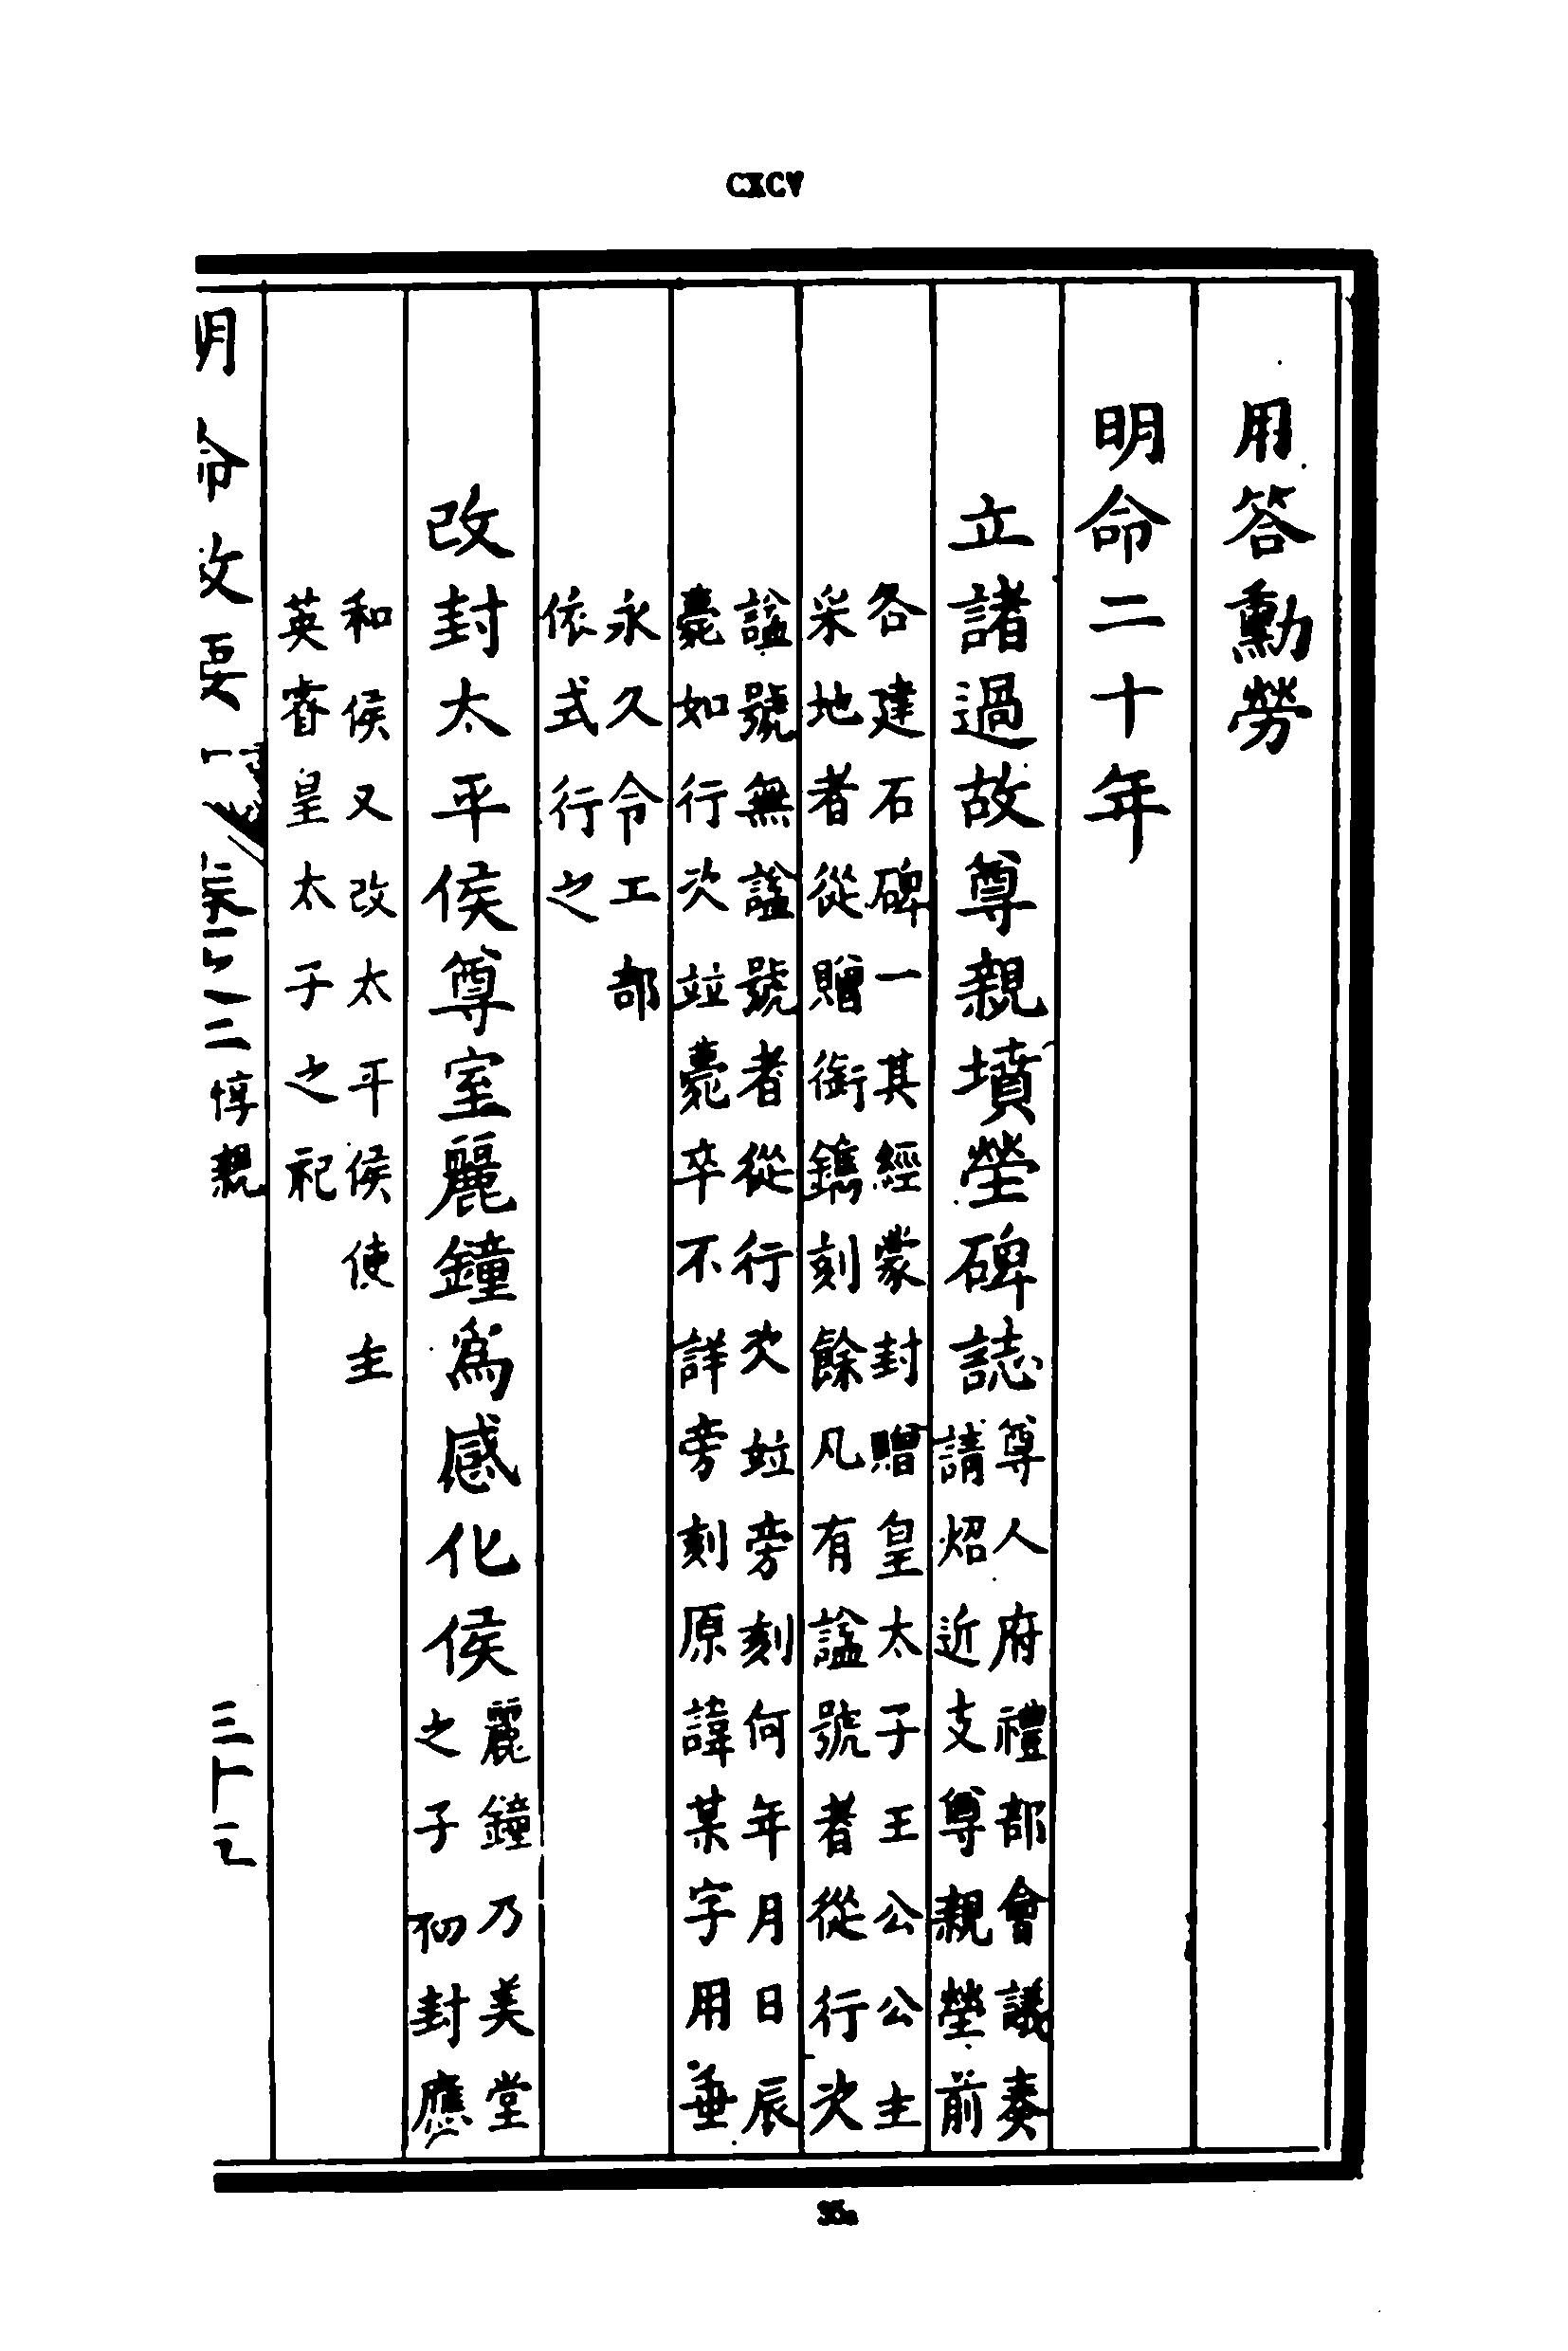 CXCV
用答勳勞
明命二十年
立諸過故尊親墳塋碑誌
尊人府禮部會議奏
請炤近支尊親塋前
各建石碑一其經蒙封贈皇太子王公公主
采地者從贈銜鐫刻餘凡有謚號者從行次
謚號無謚號者從行次並旁刻何年月日辰
薨如行次並薨卒不詳旁刻原諱某字用垂
永久令工部
依式行之
改封太平侯尊室麗鐘為感化侯
麗鐘乃美堂
之子初封應
和侯又改太平侯使主
英睿皇太子之祀
明命政要
惇親
三十
35a